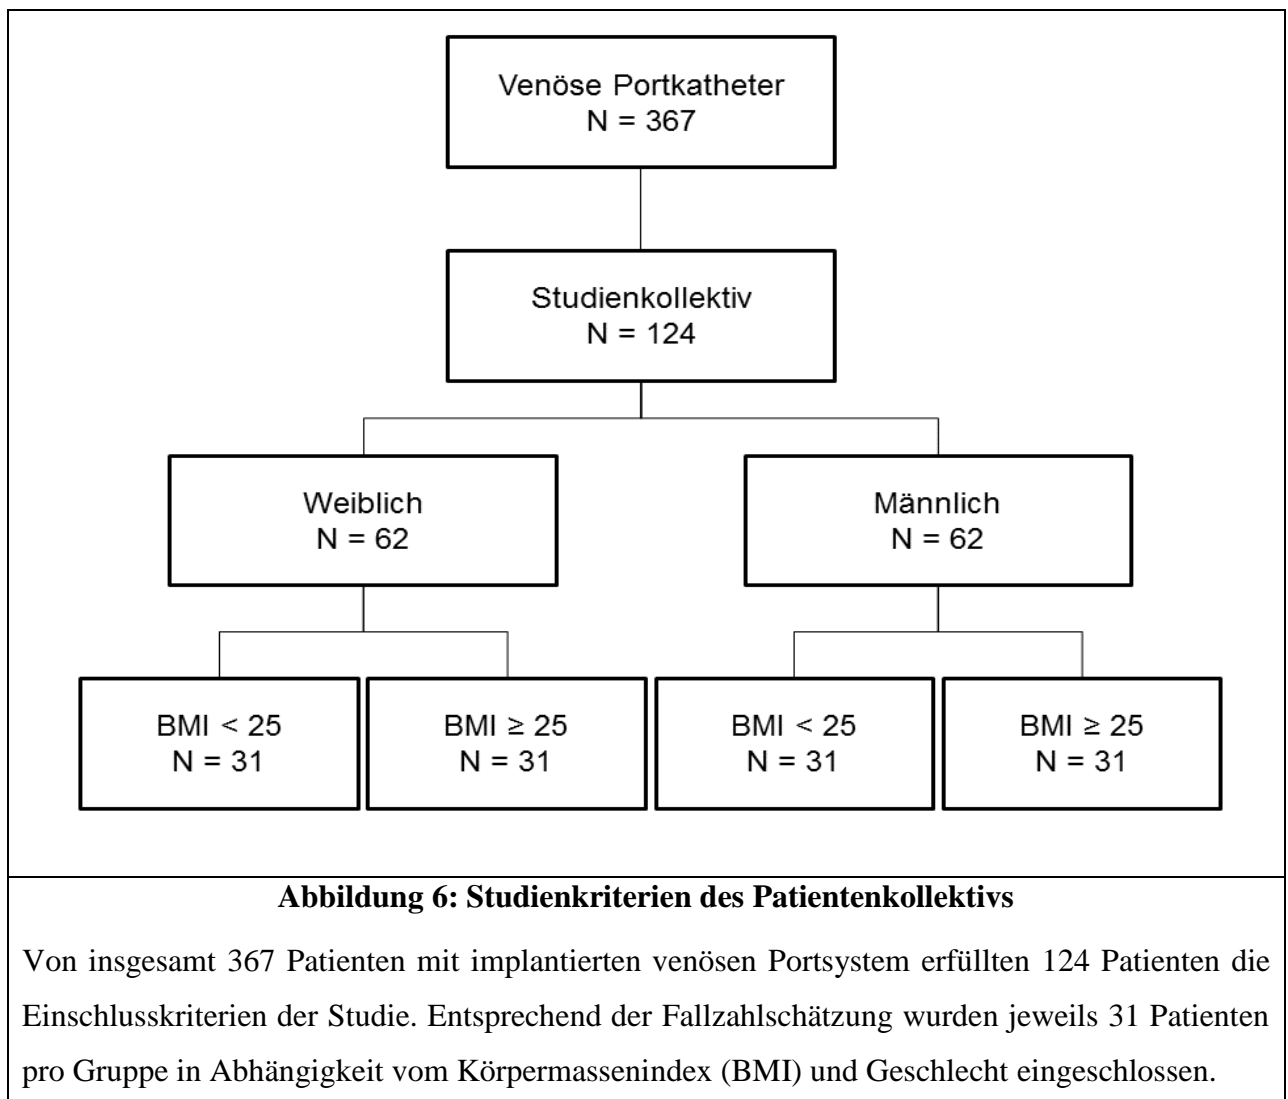 Venöse Portkatheter
N = 367
Studienkollektiv
N = 124
Weiblich
N = 62
Männlich
N = 62
BMI < 25
N = 31
BMI ≥ 25
N = 31
BMI < 25
N = 31
BMI ≥ 25
N = 31
Abbildung 6: Studienkriterien des Patientenkollektivs
Von insgesamt 367 Patienten mit implantierten venösen Portsystem erfüllten 124 Patienten die
Einschlusskriterien der Studie. Entsprechend der Fallzahlschätzung wurden jeweils 31 Patienten
pro Gruppe in Abhängigkeit vom Körpermassenindex (BMI) und Geschlecht eingeschlossen.